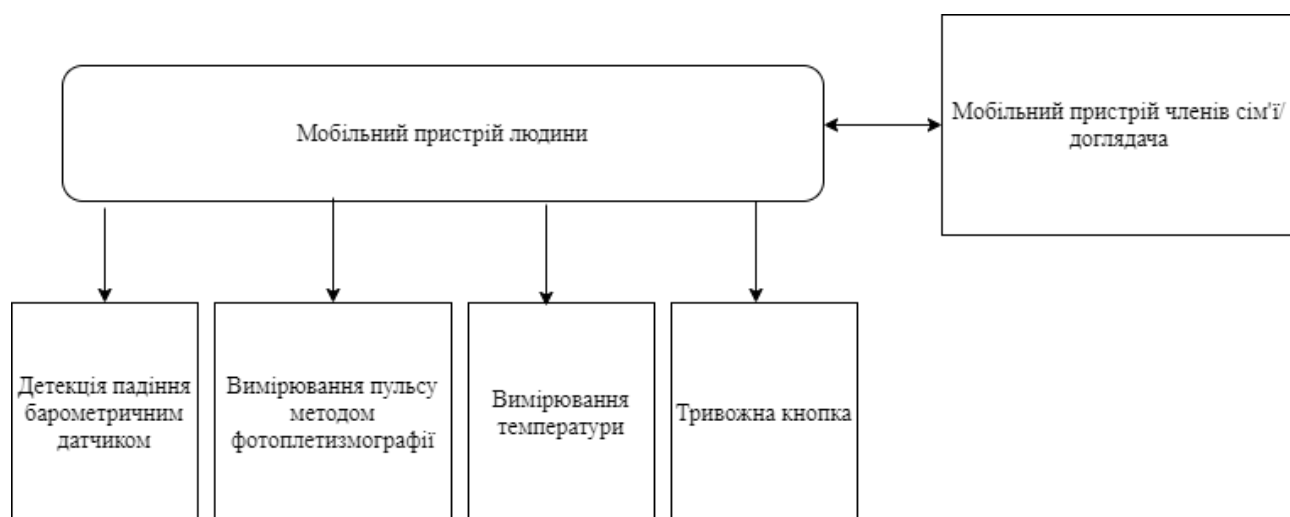 Мобільний пристрій людини
Мобільний пристрій членів сім'ї/
доглядача
Детекція падіння
барометричним
датчиком
Вимірювання пульсу
методом
фотоплетизмографії
Вимірювання
температури
Тривожна кнопка